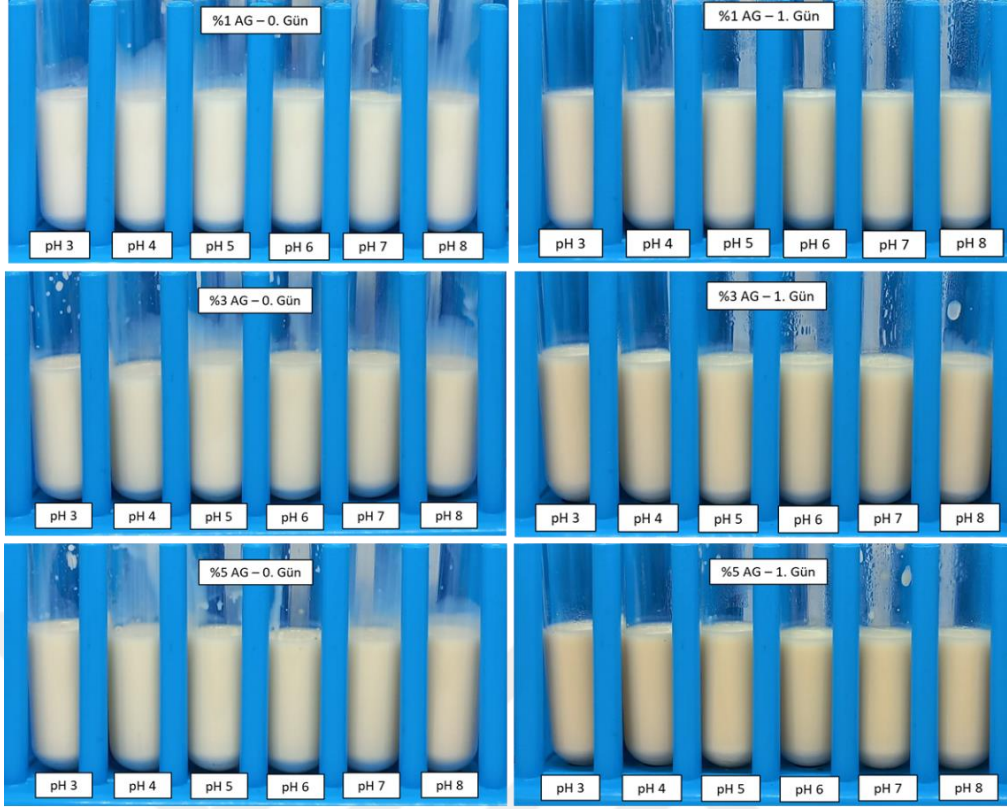 %1 AG – 0. Gün
pH 3
pH 4
pH 5
pH 6
pH 7
pH 8
%1 AG – 1. Gün
pH 3
pH 4
pH 5
pH 6
pH 7
pH 8
%3 AG – 0. Gün
pH 3
pH 4
pH 5
pH 6
pH 7
pH 8
%3 AG – 1. Gün
pH 3
pH 4
pH 5
pH 6
pH 7
pH 8
%5 AG – 0. Gün
pH 3
pH 4
pH 5
pH 6
pH 7
pH 8
%5 AG – 1. Gün
pH 3
pH 4
pH 5
pH 6
pH 7
pH 8